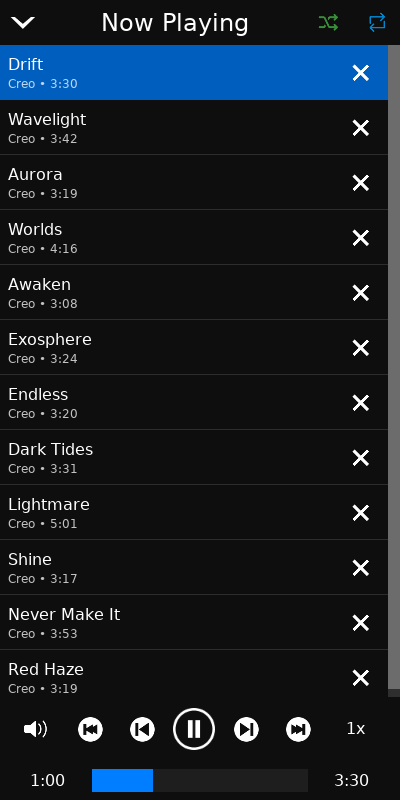 Now Playing
Drift
Creo • 3:30
Wavelight
Creo • 3:42
Aurora
Creo • 3:19
Worlds
Creo • 4:16
Awaken
Creo • 3:08
Exosphere
Creo • 3:24
Endless
Creo • 3:20
Dark Tides
Creo • 3:31
Lightmare
Creo • 5:01
Shine
Creo • 3:17
Never Make It
Creo • 3:53
Red Haze
Creo • 3:19
1x
1:00 3:30